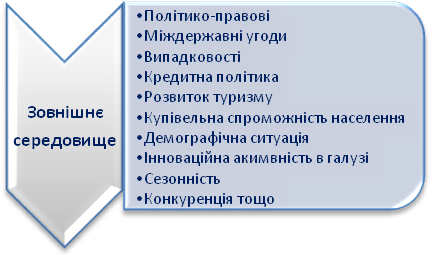 Зовнішнє
середовище
•Політико-правові
•Міждержавні угоди
•Випадковості
•Кредитна політика
•Розвиток туризму
•Купівельна спроможність населення
•Демографічна ситуація
•Інноваційна акимвність в галузі
•Сезонність
•Конкуренція тощо